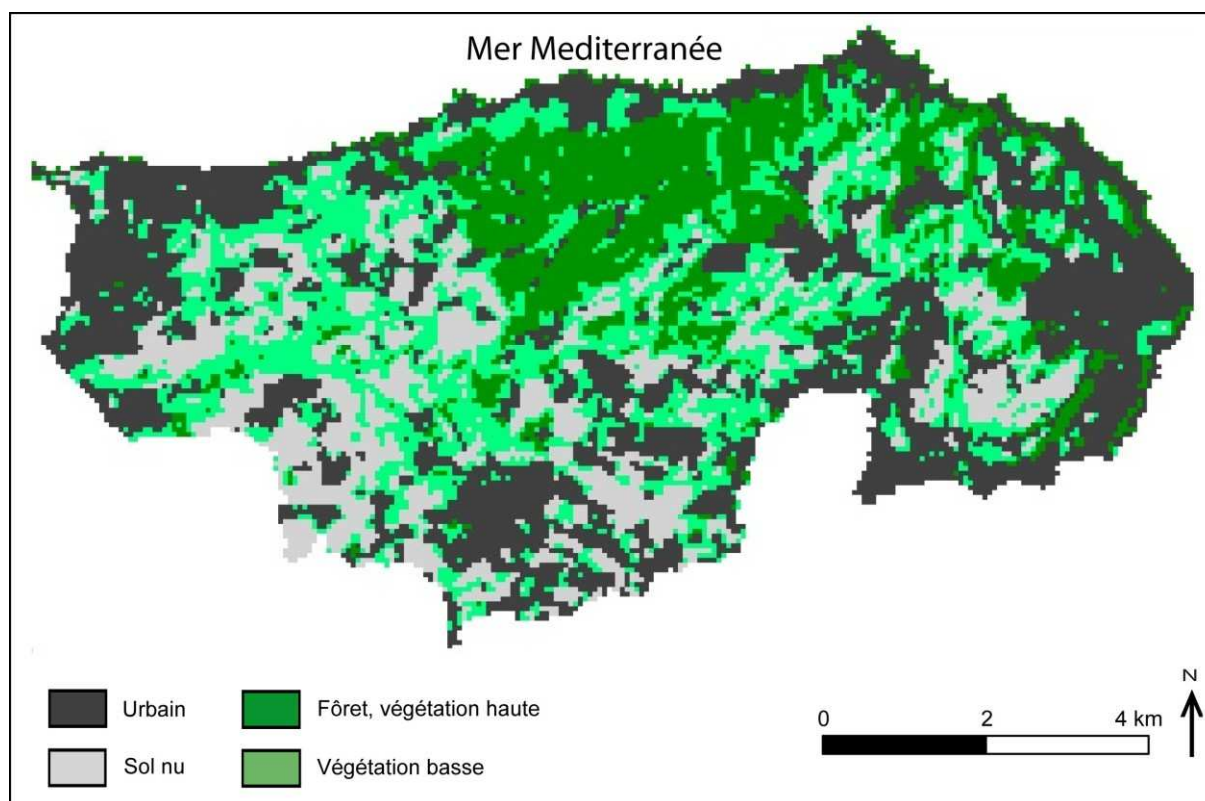 Mer Mediterranée
Urbain
Fôret, végétation haute
Sol nu
Végétation basse
0 2 4 km
N